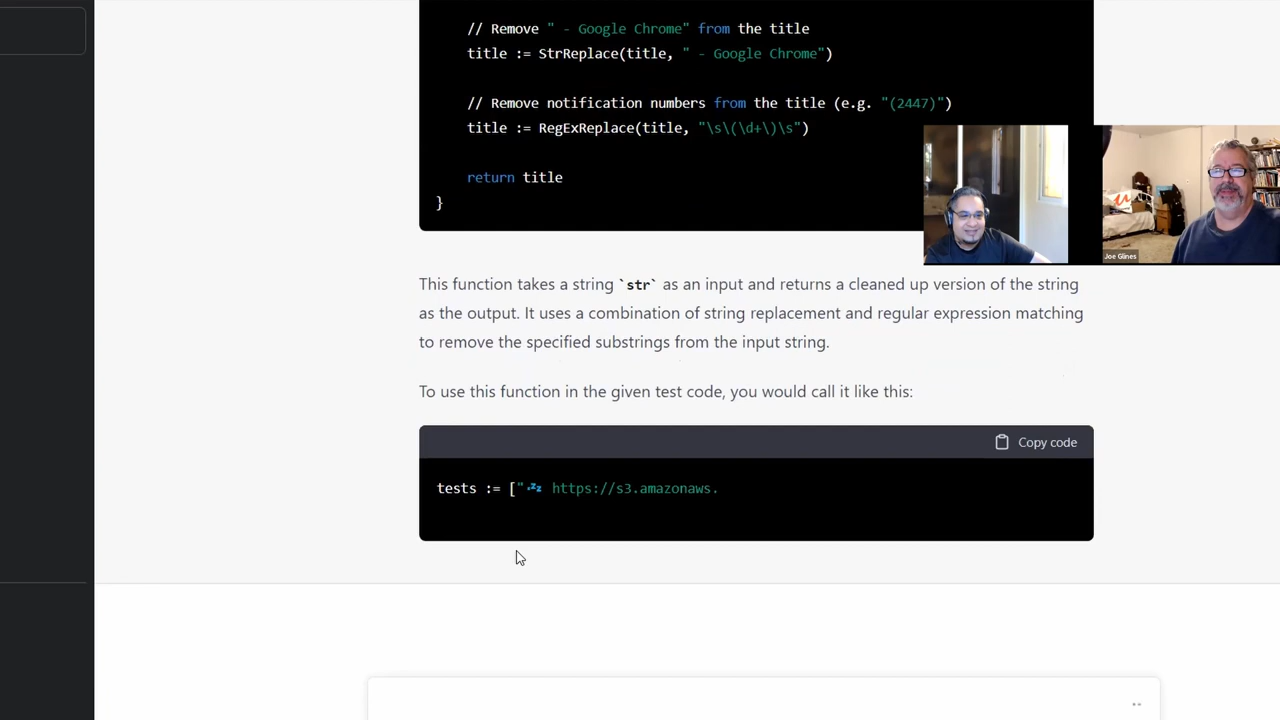 // Remove " - Google Chrome" from the title
title := StrReplace(title, " - Google Chrome")
// Remove notification numbers from the title (e.g. "(2447)")
title := RegExReplace(title, "\s\(\d+\)\s")
return title
}
Joe Glines
This function takes a string `str` as an input and returns a cleaned up version of the string
as the output. It uses a combination of string replacement and regular expression matching
to remove the specified substrings from the input string.
To use this function in the given test code, you would call it like this:
Copy code
tests := ["💤 https://s3.amazonaws.